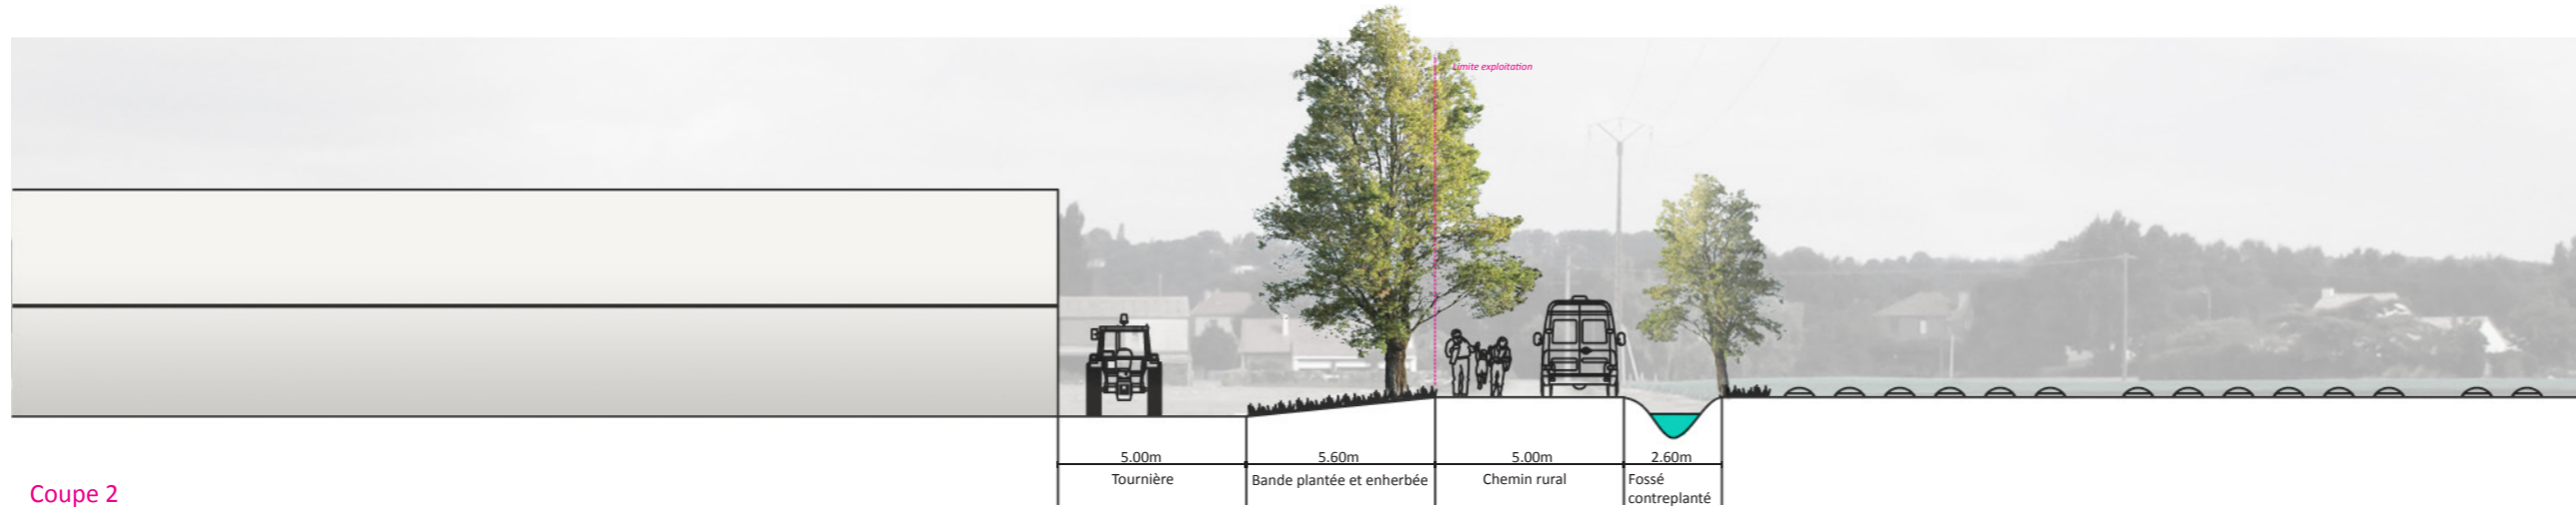 Limite exploitation
5.00m
5.60m
5.00m
2.60m
Tournière
Bande plantée et enherbée
Chemin rural
Fossé
contreplanté
Coupe 2